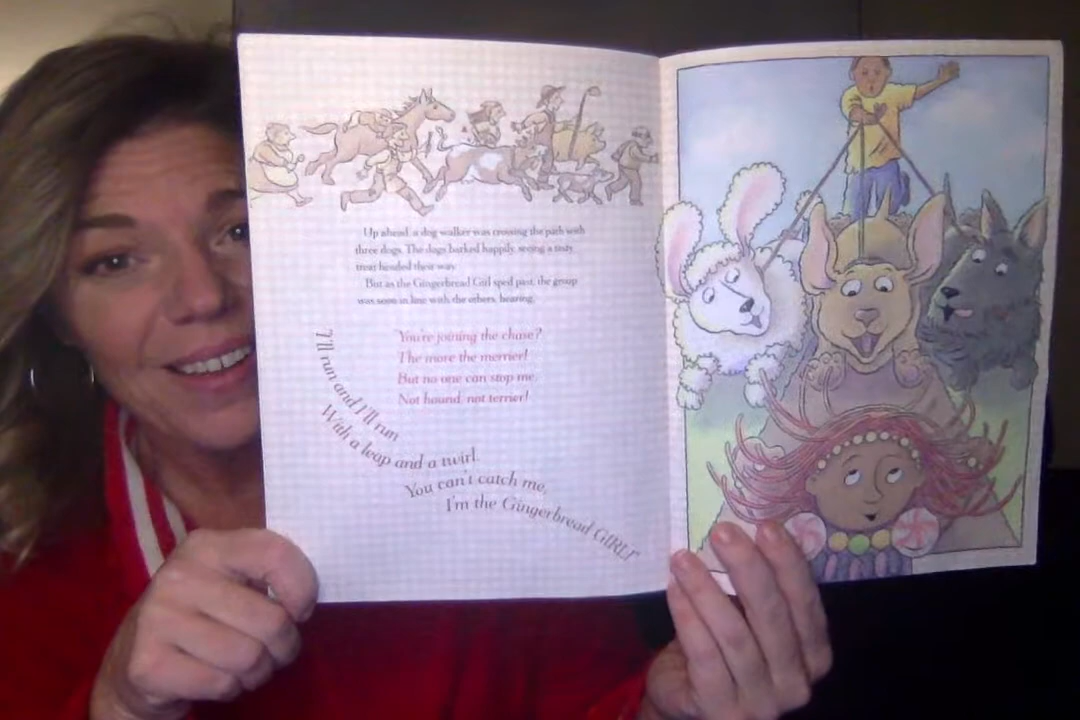 Up ahead, a dog walker was crossing the path with
three dogs. The dogs barked happily, seeing a tasty
treat headed their way.
But as the Gingerbread Girl sped past, the group
was soon in line with the others, hearing,
"You're joining the chase?
The more the merrier!
But no one can stop me,
Not hound, not terrier!
"I'll run and I'll run
With a leap and a twirl.
You can't catch me,
I'm the Gingerbread GIRL!"